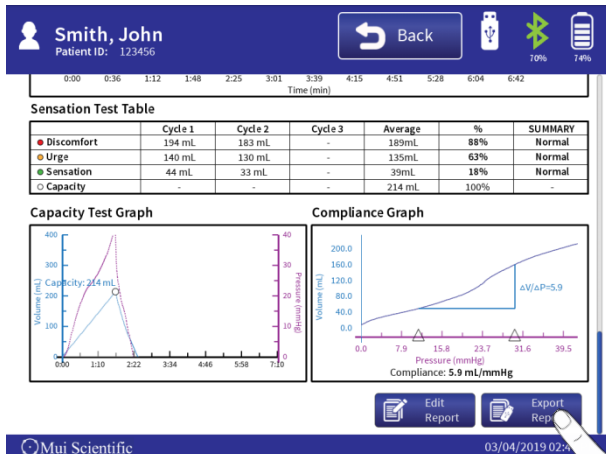 Smith, John
Patient ID: 123456
Back
70%
74%
0:00 0:36 1:12 1:48 2:25 3:01 3:39 4:15 4:51 5:28 6:04 6:42
Time (min)
Sensation Test Table
Cycle 1 Cycle 2 Cycle 3 Average % SUMMARY
Discomfort 194 mL 183 mL - 189mL 88% Normal
Urge 140 mL 130 mL - 135mL 63% Normal
Sensation 44 mL 33 mL - 39mL 18% Normal
Capacity - - - 214 mL 100% -
Capacity Test Graph
400
300
200
100
0
Volume (mL)
Capacity: 214 mL
40
30
20
10
0
Pressure (mmHg)
0:00 1:10 2:22 3:34 4:46 5:58 7:10
Compliance Graph
200.0
160.0
120.0
80.0
40.0
0.0
Volume (mL)
ΔV/ΔP=5.9
0.0 7.9 15.8 23.7 31.6 39.5
Pressure (mmHg)
Compliance: 5.9 mL/mmHg
Edit
Report
Export
Mui Scientific
03/04/2019